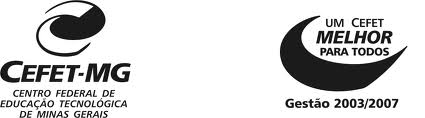 CEFET-MG
CENTRO FEDERAL DE
EDUCAÇÃO TECNOLÓGICA
DE MINAS GERAIS
UM CEFET
MELHOR
PARA TODOS
Gestão 2003/2007